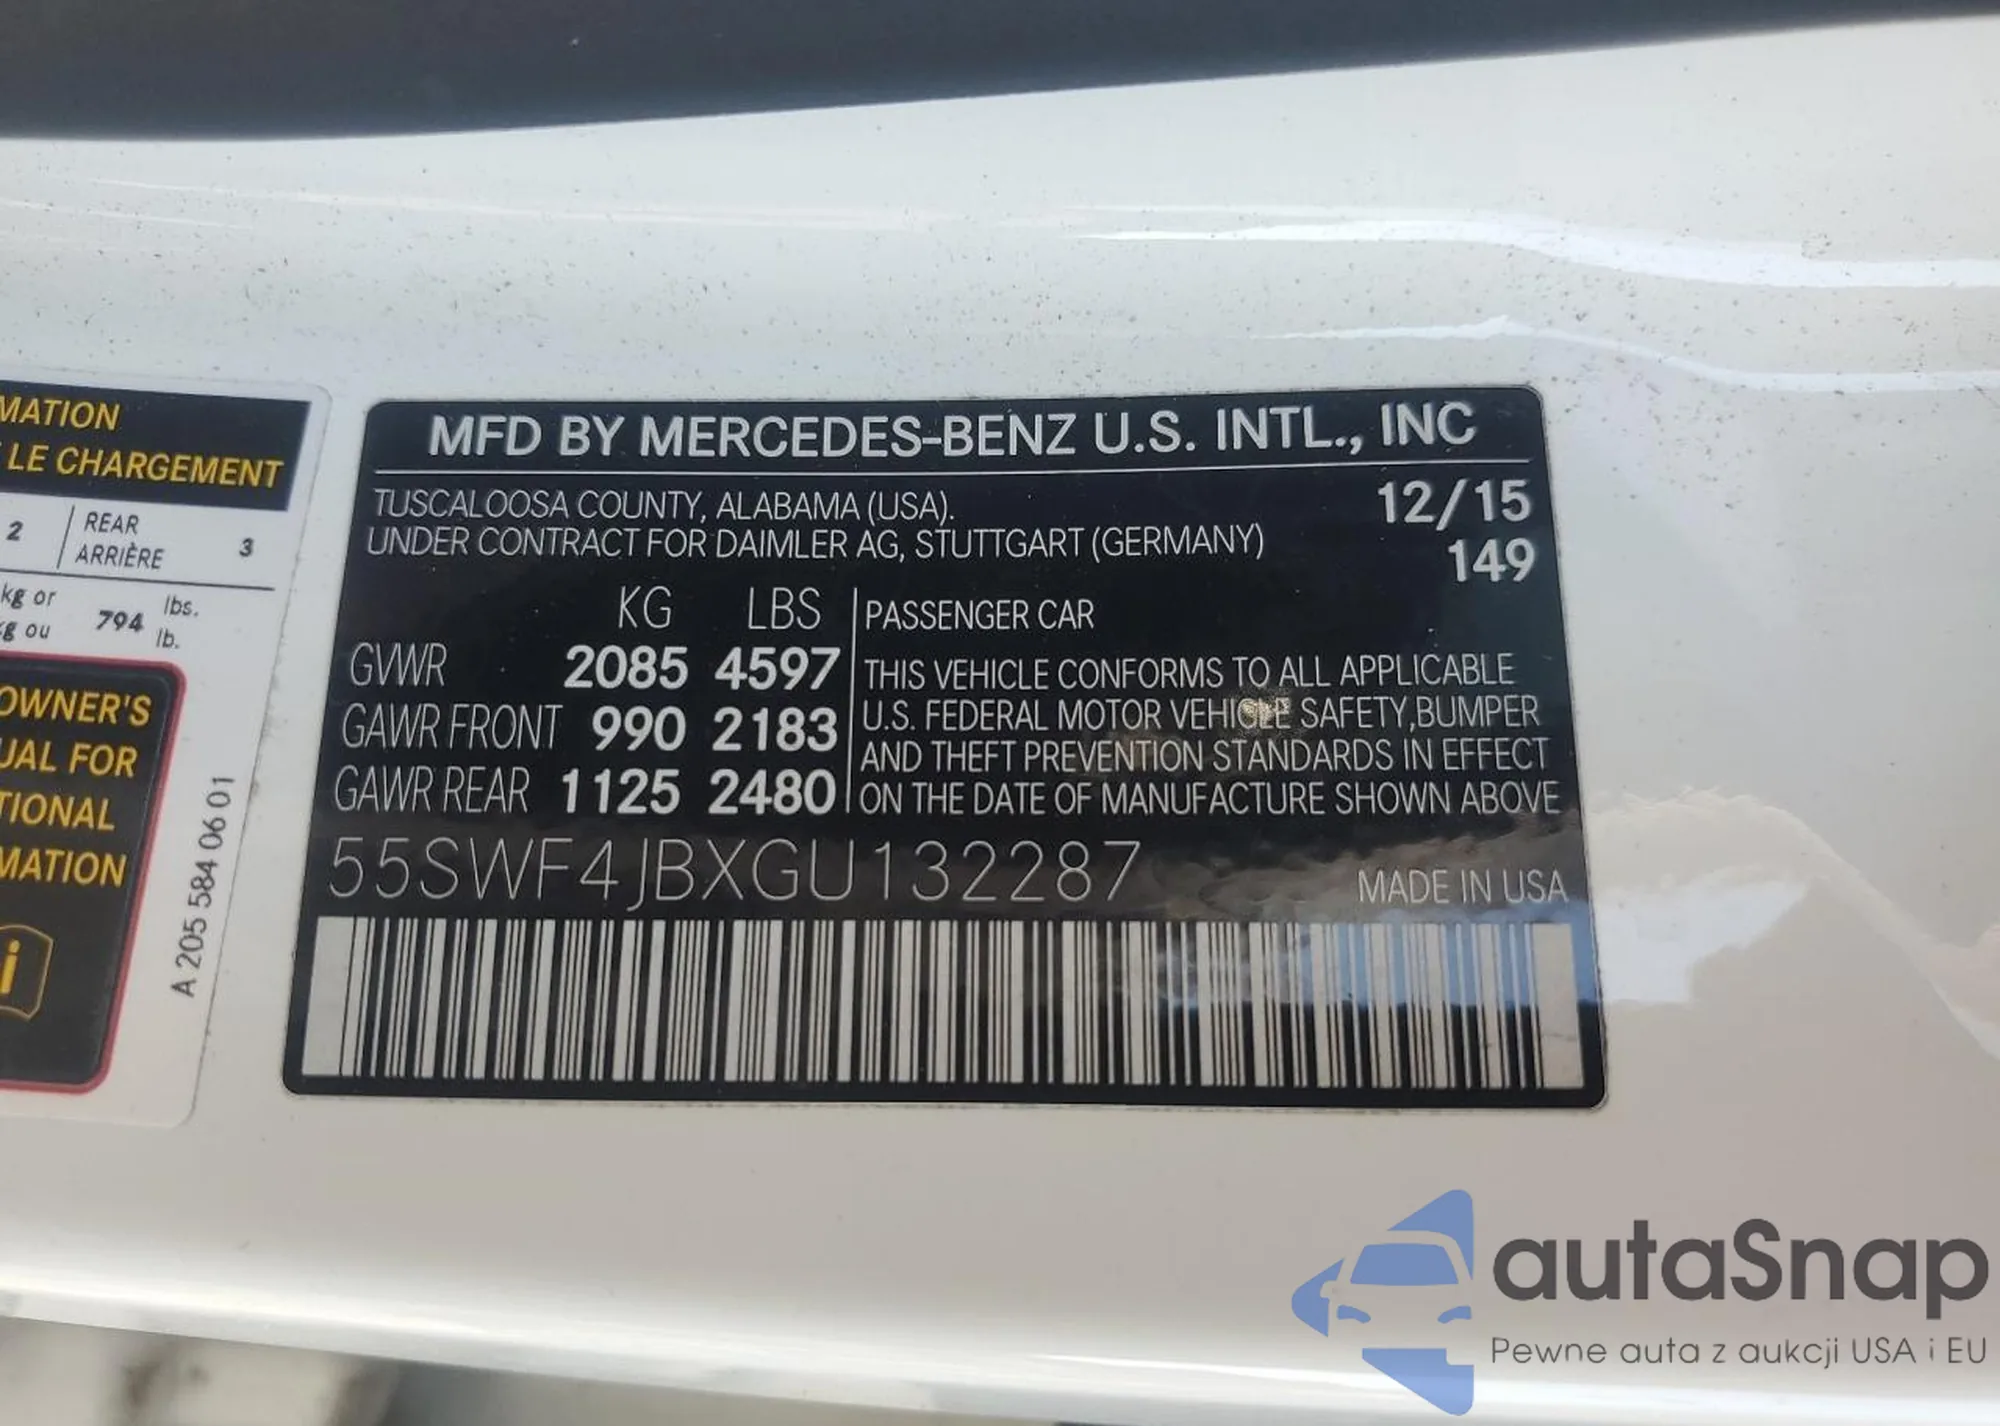 MATION
LE CHARGEMENT
2 REAR ARRIÈRE 3
kg or 794 lbs.
kg ou lb.
OWNER'S
UAL FOR
TIONAL
MATION
i
A 205 584 06 01
MFD BY MERCEDES-BENZ U.S. INTL., INC
TUSCALOOSA COUNTY, ALABAMA (USA). 12/15
UNDER CONTRACT FOR DAIMLER AG, STUTTGART (GERMANY) 149
KG LBS PASSENGER CAR
GVWR 2085 4597 THIS VEHICLE CONFORMS TO ALL APPLICABLE
GAWR FRONT 990 2183 U.S. FEDERAL MOTOR VEHICLE SAFETY,BUMPER
AND THEFT PREVENTION STANDARDS IN EFFECT
GAWR REAR 1125 2480 ON THE DATE OF MANUFACTURE SHOWN ABOVE
55SWF4JBXGU132287 MADE IN USA
autaSnap
Pewne auta z aukcji USA i EU